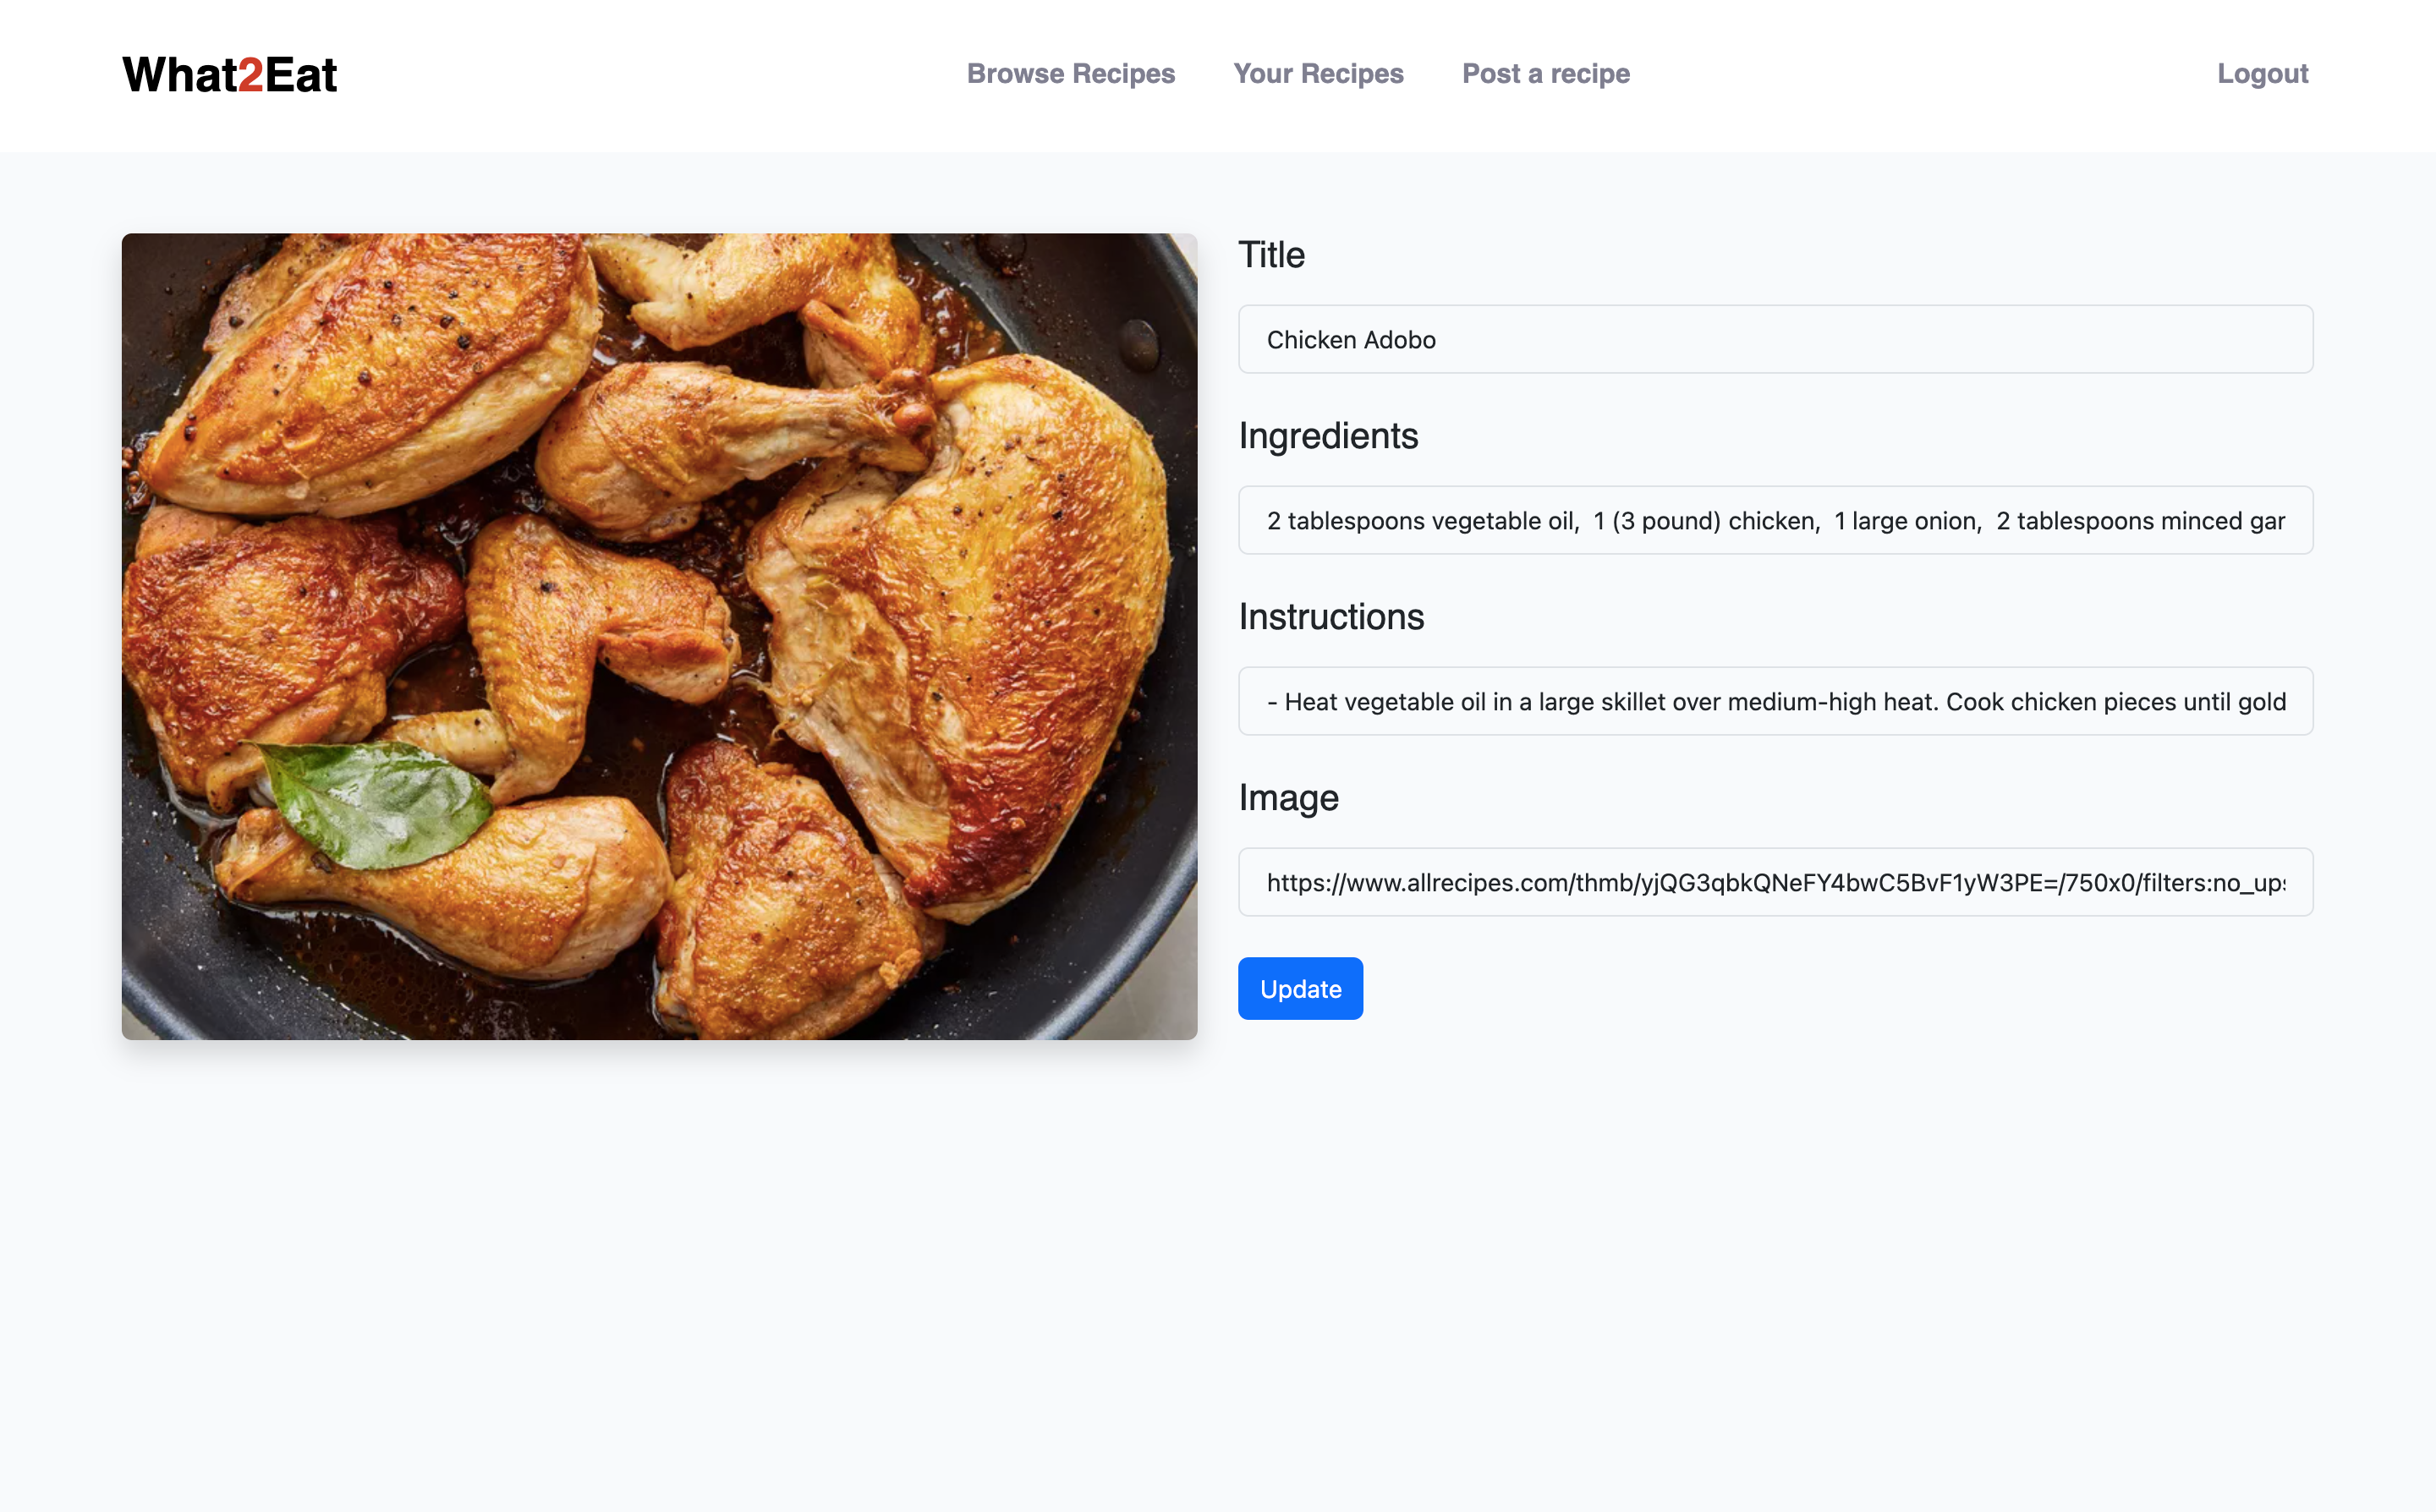 What2Eat
Browse Recipes
Your Recipes
Post a recipe
Logout
Title
Chicken Adobo
Ingredients
2 tablespoons vegetable oil,  1 (3 pound) chicken,  1 large onion,  2 tablespoons minced gar
Instructions
- Heat vegetable oil in a large skillet over medium-high heat. Cook chicken pieces until gold
Image
https://www.allrecipes.com/thmb/yjQG3qbkQNeFY4bwC5BvF1yW3PE=/750x0/filters:no_ups
Update